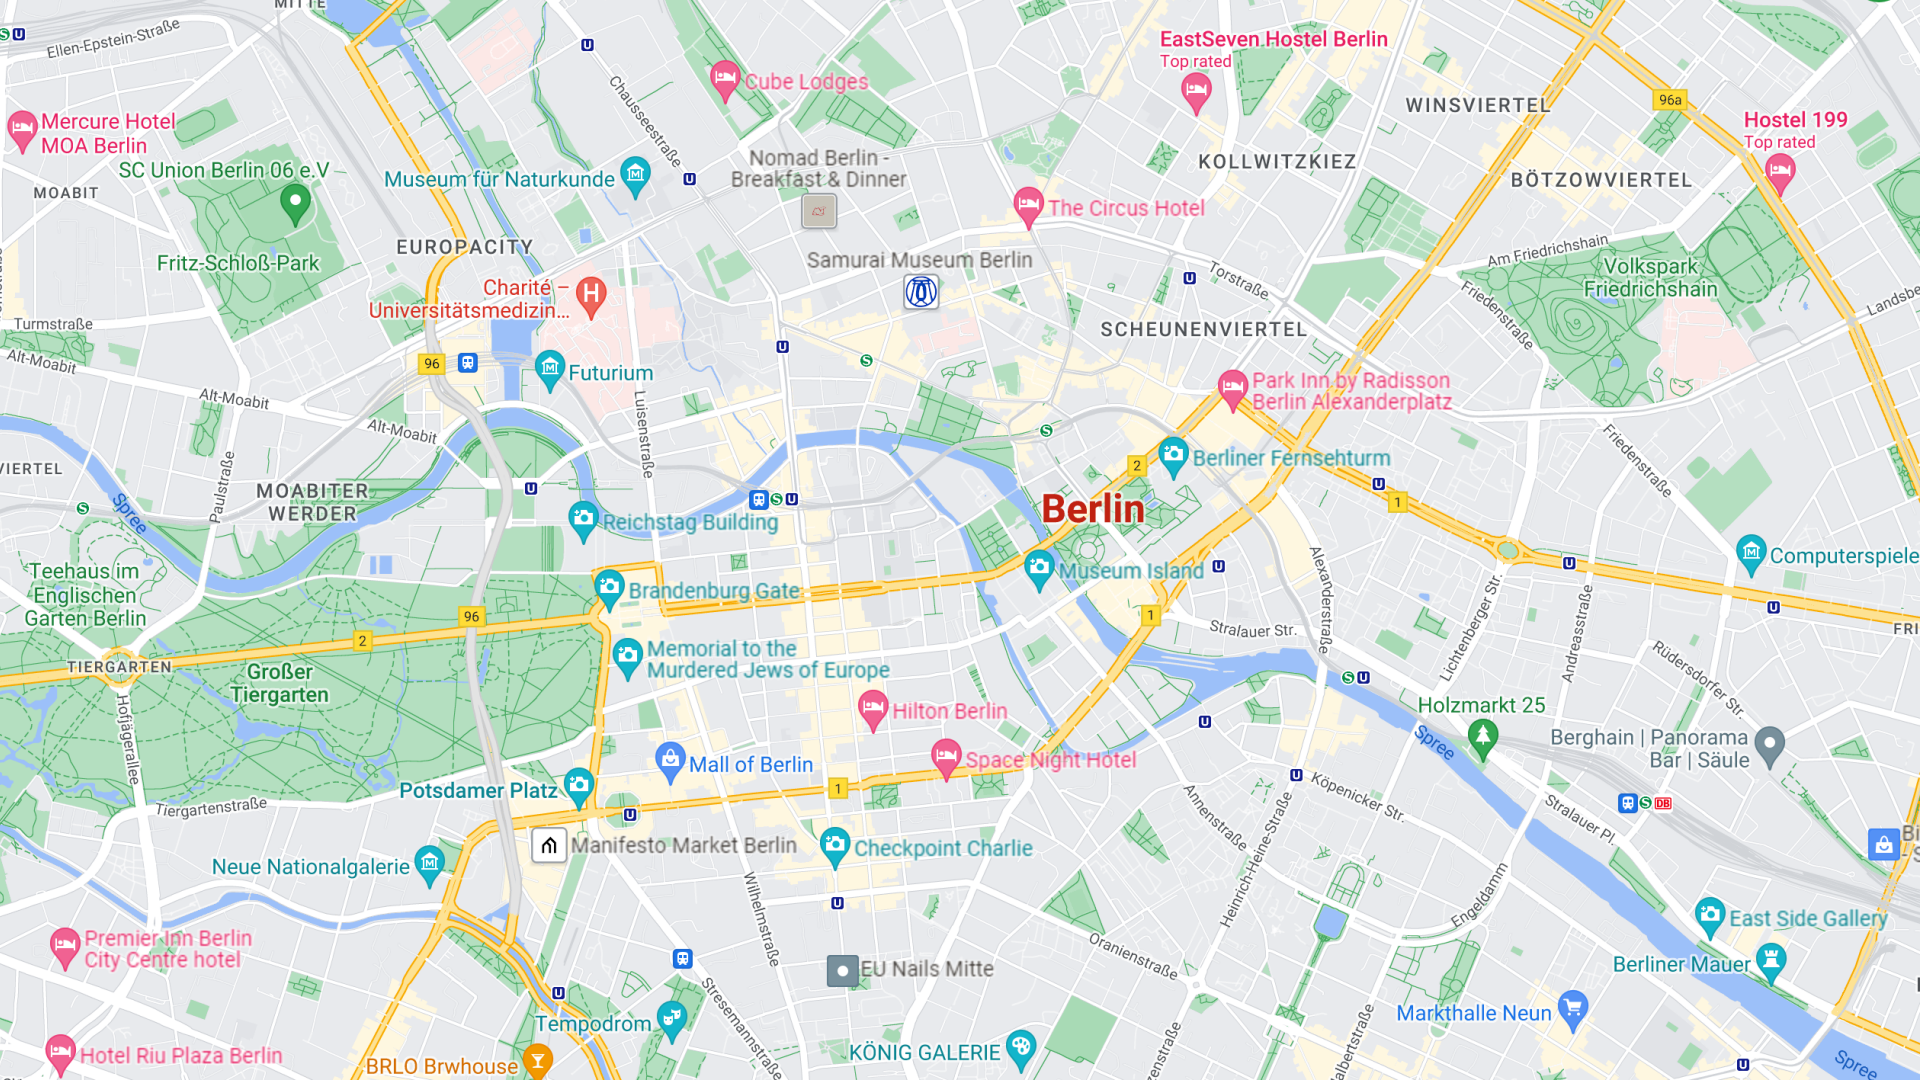 MITTE
Ellen-Epstein-Straße
S U
U
EastSeven Hostel Berlin
Top rated
Cube Lodges
Chausseestraße
WINSVIERTEL
96a
Hostel 199
Top rated
Mercure Hotel
MOA Berlin
SC Union Berlin 06 e.V
MOABIT
Museum für Naturkunde
U
Nomad Berlin -
Breakfast & Dinner
KOLLWITZKIEZ
BÖTZOWVIERTEL
The Circus Hotel
EUROPACITY
Fritz-Schloß-Park
Samurai Museum Berlin
U
Torstraße
Am Friedrichshain
Volkspark
Friedrichshain
Friedenstraße
Landsbe
Charité –
Universitätsmedizin...
H
Turmstraße
SCHEUNENVIERTEL
U
S
Alt-Moabit
96
Futurium
Park Inn by Radisson
Berlin Alexanderplatz
Alt-Moabit
Luisenstraße
Alt-Moabit
S
Friedenstraße
VIERTEL
Paulstraße
2
Berliner Fernsehturm
U
1
MOABITER
WERDER
U
S U
S
Spree
Reichstag Building
Berlin
Alexanderstraße
Teehaus im
Englischen
Garten Berlin
Brandenburg Gate
Museum Island
U
U
Computerspiele
Lichtenberger Str.
Andreasstraße
U
96
2
1
Stralauer Str.
FRI
TIERGARTEN
Großer
Tiergarten
Memorial to the
Murdered Jews of Europe
S U
Rüdersdorfer Str.
Hofjägerallee
Hilton Berlin
U
Holzmarkt 25
Spree
Berghain | Panorama
Bar | Säule
Mall of Berlin
Space Night Hotel
Potsdamer Platz
1
U
Köpenicker Str.
Tiergartenstraße
U
Annenstraße
Heinrich-Heine-Straße
Stralauer Pl.
S DB
Manifesto Market Berlin
Checkpoint Charlie
Neue Nationalgalerie
Bi
S
Wilhelmstraße
U
Engeldamm
East Side Gallery
Premier Inn Berlin
City Centre hotel
Oranienstraße
Berliner Mauer
EU Nails Mitte
U
Stresemannstraße
Tempodrom
Markthalle Neun
Hotel Riu Plaza Berlin
BRLO Brwhouse
KÖNIG GALERIE
U
Spree